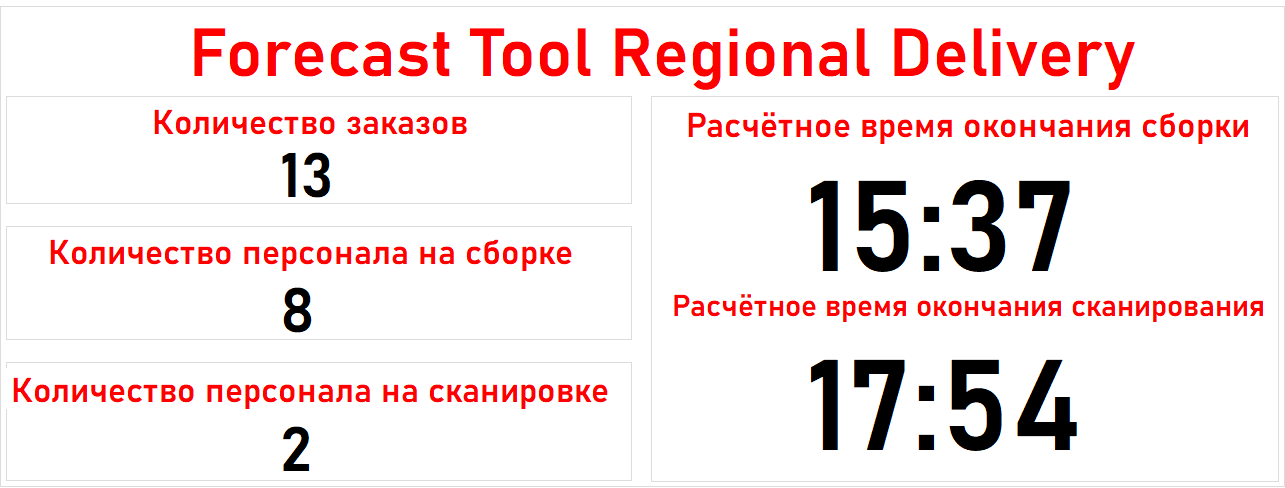 Forecast Tool Regional Delivery
Количество заказов
13
Количество персонала на сборке
8
Количество персонала на сканировке
2
Расчётное время окончания сборки
15:37
Расчётное время окончания сканирования
17:54